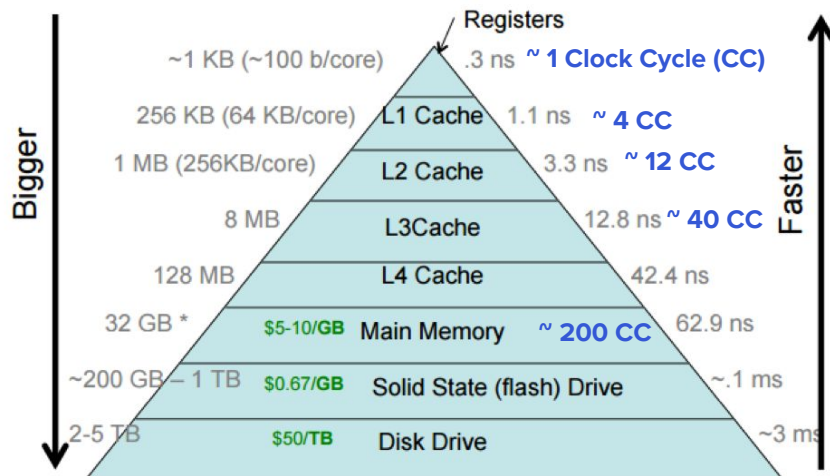 Registers
~1 KB (~100 b/core) .3 ns ~ 1 Clock Cycle (CC)
256 KB (64 KB/core) L1 Cache 1.1 ns ~ 4 CC
1 MB (256KB/core) L2 Cache 3.3 ns ~ 12 CC
8 MB L3Cache 12.8 ns ~ 40 CC
128 MB L4 Cache 42.4 ns
32 GB * $5-10/GB Main Memory ~ 200 CC 62.9 ns
~200 GB – 1 TB $0.67/GB Solid State (flash) Drive ~.1 ms
2-5 TB $50/TB Disk Drive ~3 ms
Bigger
Faster